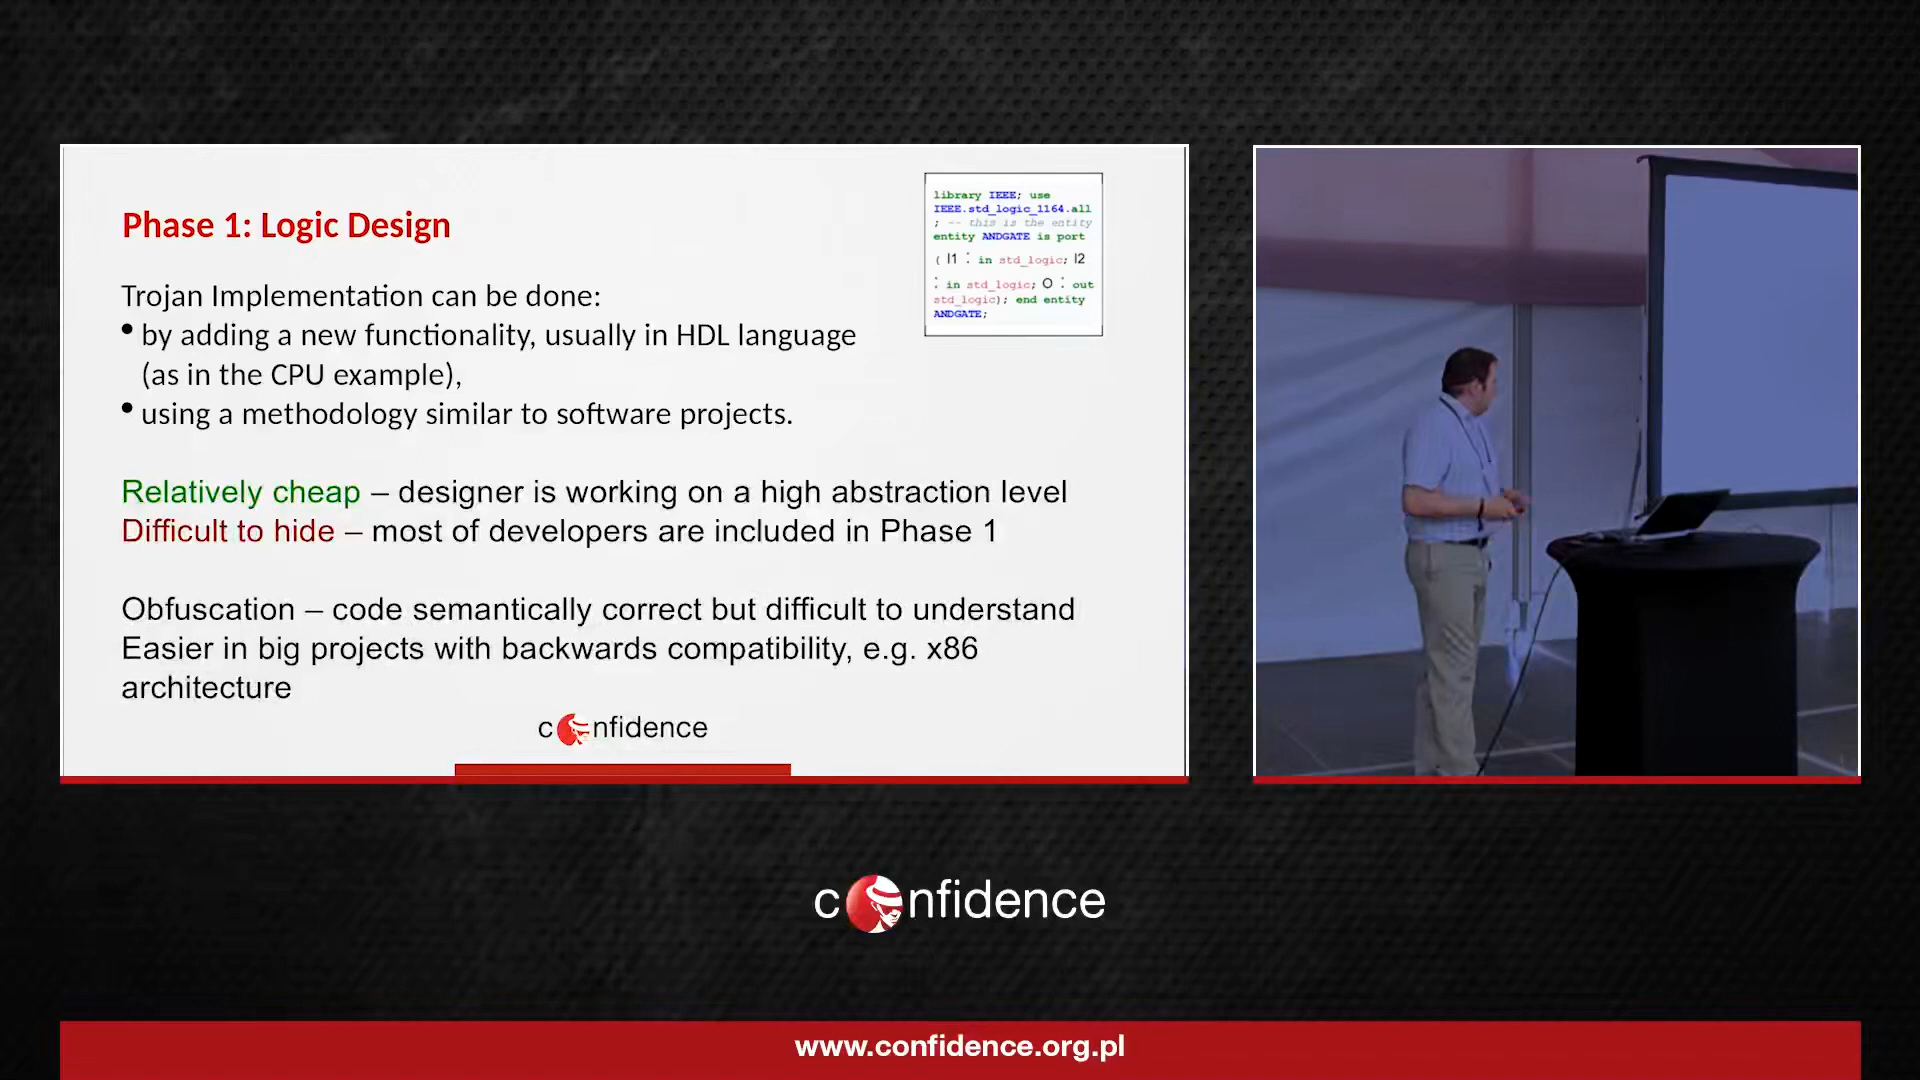 Phase 1: Logic Design
library IEEE; use
IEEE.std_logic_1164.all
; -- this is the entity
entity ANDGATE is port
( I1 : in std_logic; I2
: in std_logic; O : out
std_logic); end entity
ANDGATE;
Trojan Implementation can be done:
• by adding a new functionality, usually in HDL language
(as in the CPU example),
• using a methodology similar to software projects.
Relatively cheap – designer is working on a high abstraction level
Difficult to hide – most of developers are included in Phase 1
Obfuscation – code semantically correct but difficult to understand
Easier in big projects with backwards compatibility, e.g. x86
architecture
confidence
confidence
www.confidence.org.pl